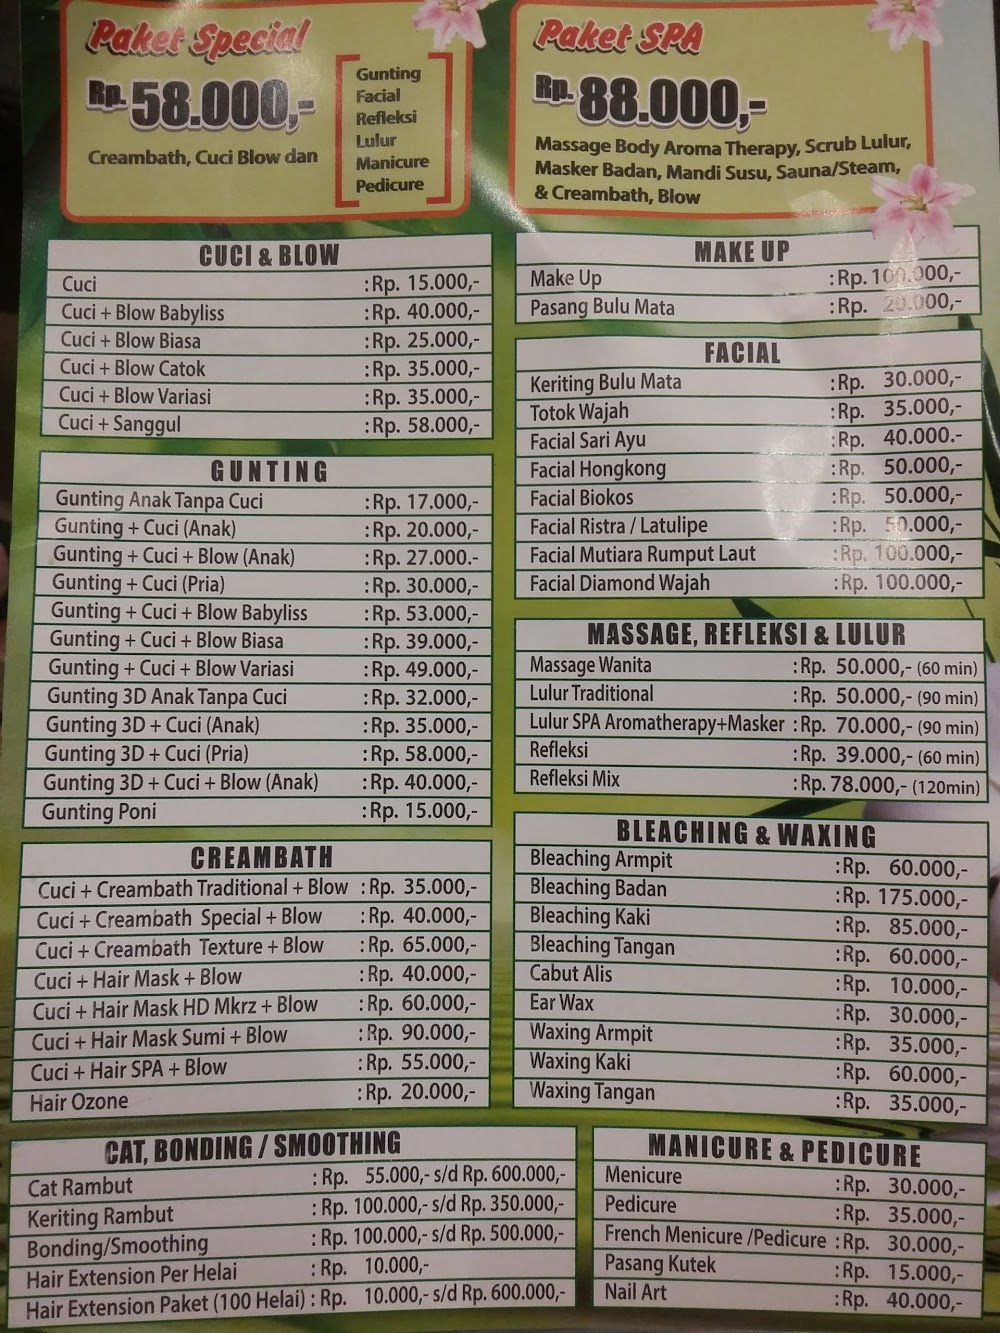 Paket Special
Rp. 58.000,-
Creambath, Cuci Blow dan
Gunting
Facial
Refleksi
Lulur
Manicure
Pedicure
Paket SPA
Rp. 88.000,-
Massage Body Aroma Therapy, Scrub Lulur,
Masker Badan, Mandi Susu, Sauna/Steam,
& Creambath, Blow
CUCI & BLOW
Cuci : Rp. 15.000,-
Cuci + Blow Babyliss : Rp. 40.000,-
Cuci + Blow Biasa : Rp. 25.000,-
Cuci + Blow Catok : Rp. 35.000,-
Cuci + Blow Variasi : Rp. 35.000,-
Cuci + Sanggul : Rp. 58.000,-
GUNTING
Gunting Anak Tanpa Cuci : Rp. 17.000,-
Gunting + Cuci (Anak) : Rp. 20.000,-
Gunting + Cuci + Blow (Anak) : Rp. 27.000.-
Gunting + Cuci (Pria) : Rp. 30.000,-
Gunting + Cuci + Blow Babyliss : Rp. 53.000,-
Gunting + Cuci + Blow Biasa : Rp. 39.000,-
Gunting + Cuci + Blow Variasi : Rp. 49.000,-
Gunting 3D Anak Tanpa Cuci : Rp. 32.000,-
Gunting 3D + Cuci (Anak) : Rp. 35.000,-
Gunting 3D + Cuci (Pria) : Rp. 58.000,-
Gunting 3D + Cuci + Blow (Anak) : Rp. 40.000,-
Gunting Poni : Rp. 15.000,-
CREAMBATH
Cuci + Creambath Traditional + Blow : Rp. 35.000,-
Cuci + Creambath Special + Blow : Rp. 40.000,-
Cuci + Creambath Texture + Blow : Rp. 65.000,-
Cuci + Hair Mask + Blow : Rp. 40.000,-
Cuci + Hair Mask HD Mkrz + Blow : Rp. 60.000,-
Cuci + Hair Mask Sumi + Blow : Rp. 90.000,-
Cuci + Hair SPA + Blow : Rp. 55.000,-
Hair Ozone : Rp. 20.000,-
MAKE UP
Make Up : Rp. 100.000,-
Pasang Bulu Mata : Rp. 20.000,-
FACIAL
Keriting Bulu Mata : Rp. 30.000,-
Totok Wajah : Rp. 35.000,-
Facial Sari Ayu : Rp. 40.000.-
Facial Hongkong : Rp. 50.000,-
Facial Biokos : Rp. 50.000,-
Facial Ristra / Latulipe : Rp. 50.000,-
Facial Mutiara Rumput Laut : Rp. 100.000,-
Facial Diamond Wajah : Rp. 100.000,-
MASSAGE, REFLEKSI & LULUR
Massage Wanita : Rp. 50.000,- (60 min)
Lulur Traditional : Rp. 50.000,- (90 min)
Lulur SPA Aromatherapy+Masker : Rp. 70.000,- (90 min)
Refleksi : Rp. 39.000,- (60 min)
Refleksi Mix : Rp. 78.000,- (120min)
BLEACHING & WAXING
Bleaching Armpit : Rp. 60.000,-
Bleaching Badan : Rp. 175.000,-
Bleaching Kaki : Rp. 85.000,-
Bleaching Tangan : Rp. 60.000,-
Cabut Alis : Rp. 10.000,-
Ear Wax : Rp. 30.000,-
Waxing Armpit : Rp. 35.000,-
Waxing Kaki : Rp. 60.000,-
Waxing Tangan : Rp. 35.000,-
CAT, BONDING / SMOOTHING
Cat Rambut : Rp. 55.000,- s/d Rp. 600.000,-
Keriting Rambut : Rp. 100.000,- s/d Rp. 350.000,-
Bonding/Smoothing : Rp. 100.000,- s/d Rp. 500.000,-
Hair Extension Per Helai : Rp. 10.000,-
Hair Extension Paket (100 Helai) : Rp. 10.000,- s/d Rp. 600.000,-
MANICURE & PEDICURE
Menicure : Rp. 30.000,-
Pedicure : Rp. 35.000,-
French Menicure /Pedicure : Rp. 30.000,-
Pasang Kutek : Rp. 15.000,-
Nail Art : Rp. 40.000,-